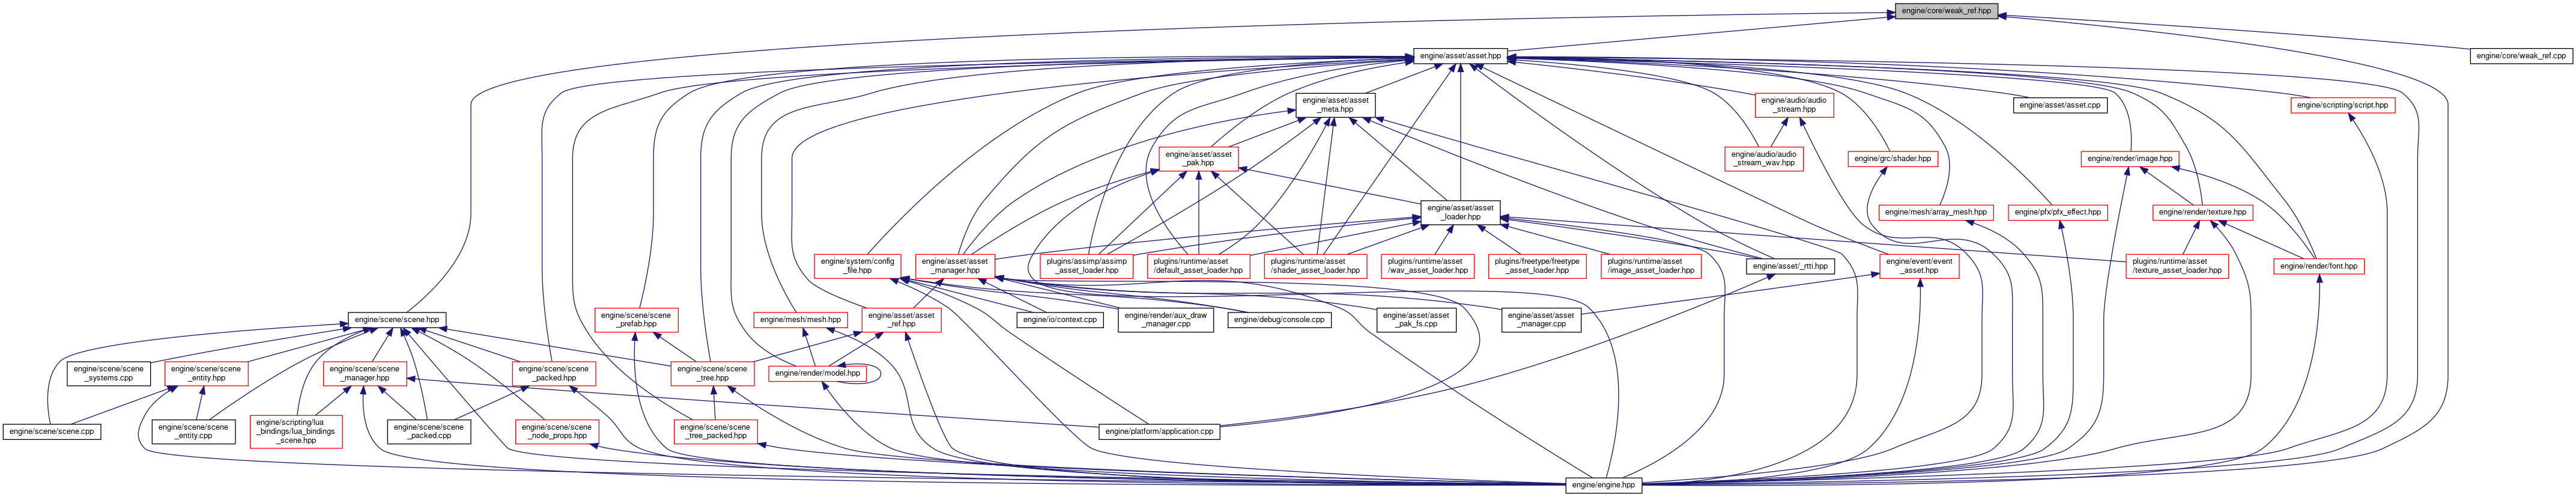 engine/core/weak_ref.hpp
engine/asset/asset.hpp
engine/core/weak_ref.cpp
engine/asset/asset
_meta.hpp
engine/audio/audio
_stream.hpp
engine/asset/asset.cpp
engine/scripting/script.hpp
engine/asset/asset
_pak.hpp
engine/audio/audio
_stream_wav.hpp
engine/grc/shader.hpp
engine/render/image.hpp
engine/asset/asset
_loader.hpp
engine/mesh/array_mesh.hpp
engine/pfx/pfx_effect.hpp
engine/render/texture.hpp
engine/system/config
_file.hpp
engine/asset/asset
_manager.hpp
plugins/assimp/assimp
_asset_loader.hpp
plugins/runtime/asset
/default_asset_loader.hpp
plugins/runtime/asset
/shader_asset_loader.hpp
plugins/runtime/asset
/wav_asset_loader.hpp
plugins/freetype/freetype
_asset_loader.hpp
plugins/runtime/asset
/image_asset_loader.hpp
engine/asset/_rtti.hpp
engine/event/event
_asset.hpp
plugins/runtime/asset
/texture_asset_loader.hpp
engine/render/font.hpp
engine/scene/scene.hpp
engine/scene/scene
_prefab.hpp
engine/mesh/mesh.hpp
engine/asset/asset
_ref.hpp
engine/io/context.cpp
engine/render/aux_draw
_manager.cpp
engine/debug/console.cpp
engine/asset/asset
_pak_fs.cpp
engine/asset/asset
_manager.cpp
engine/scene/scene
_systems.cpp
engine/scene/scene
_entity.hpp
engine/scene/scene
_manager.hpp
engine/scene/scene
_packed.hpp
engine/scene/scene
_tree.hpp
engine/render/model.hpp
engine/scene/scene.cpp
engine/scene/scene
_entity.cpp
engine/scripting/lua
_bindings/lua_bindings
_scene.hpp
engine/scene/scene
_packed.cpp
engine/scene/scene
_node_props.hpp
engine/scene/scene
_tree_packed.hpp
engine/platform/application.cpp
engine/engine.hpp